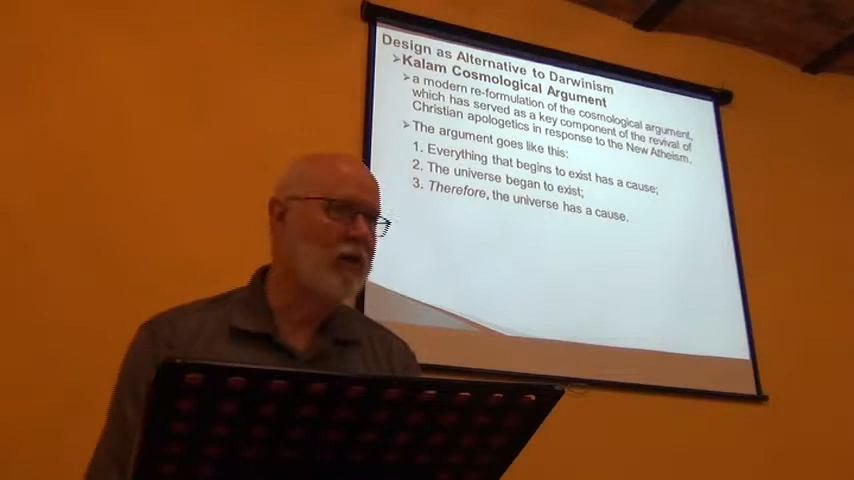 Design as Alternative to Darwinism
➢Kalam Cosmological Argument
➢a modern re-formulation of the cosmological argument,
which has served as a key component of the revival of
Christian apologetics in response to the New Atheism.
➢The argument goes like this:
1. Everything that begins to exist has a cause;
2. The universe began to exist;
3. Therefore, the universe has a cause.